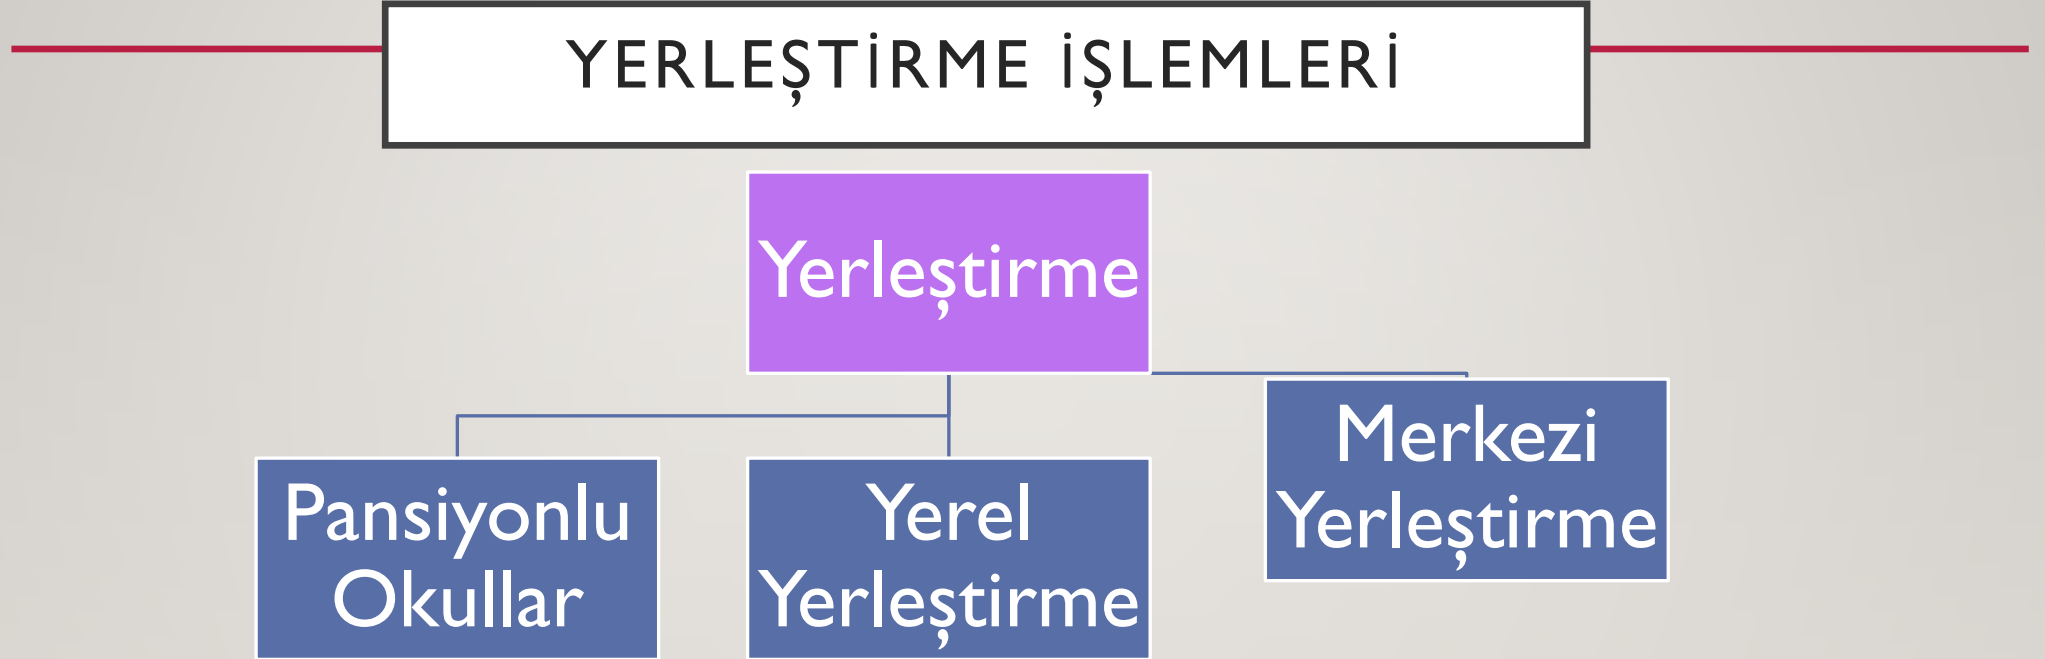 YERLEŞTİRME İŞLEMLERİ
Yerleştirme
Pansiyonlu
Okullar
Yerel
Yerleştirme
Merkezi
Yerleştirme